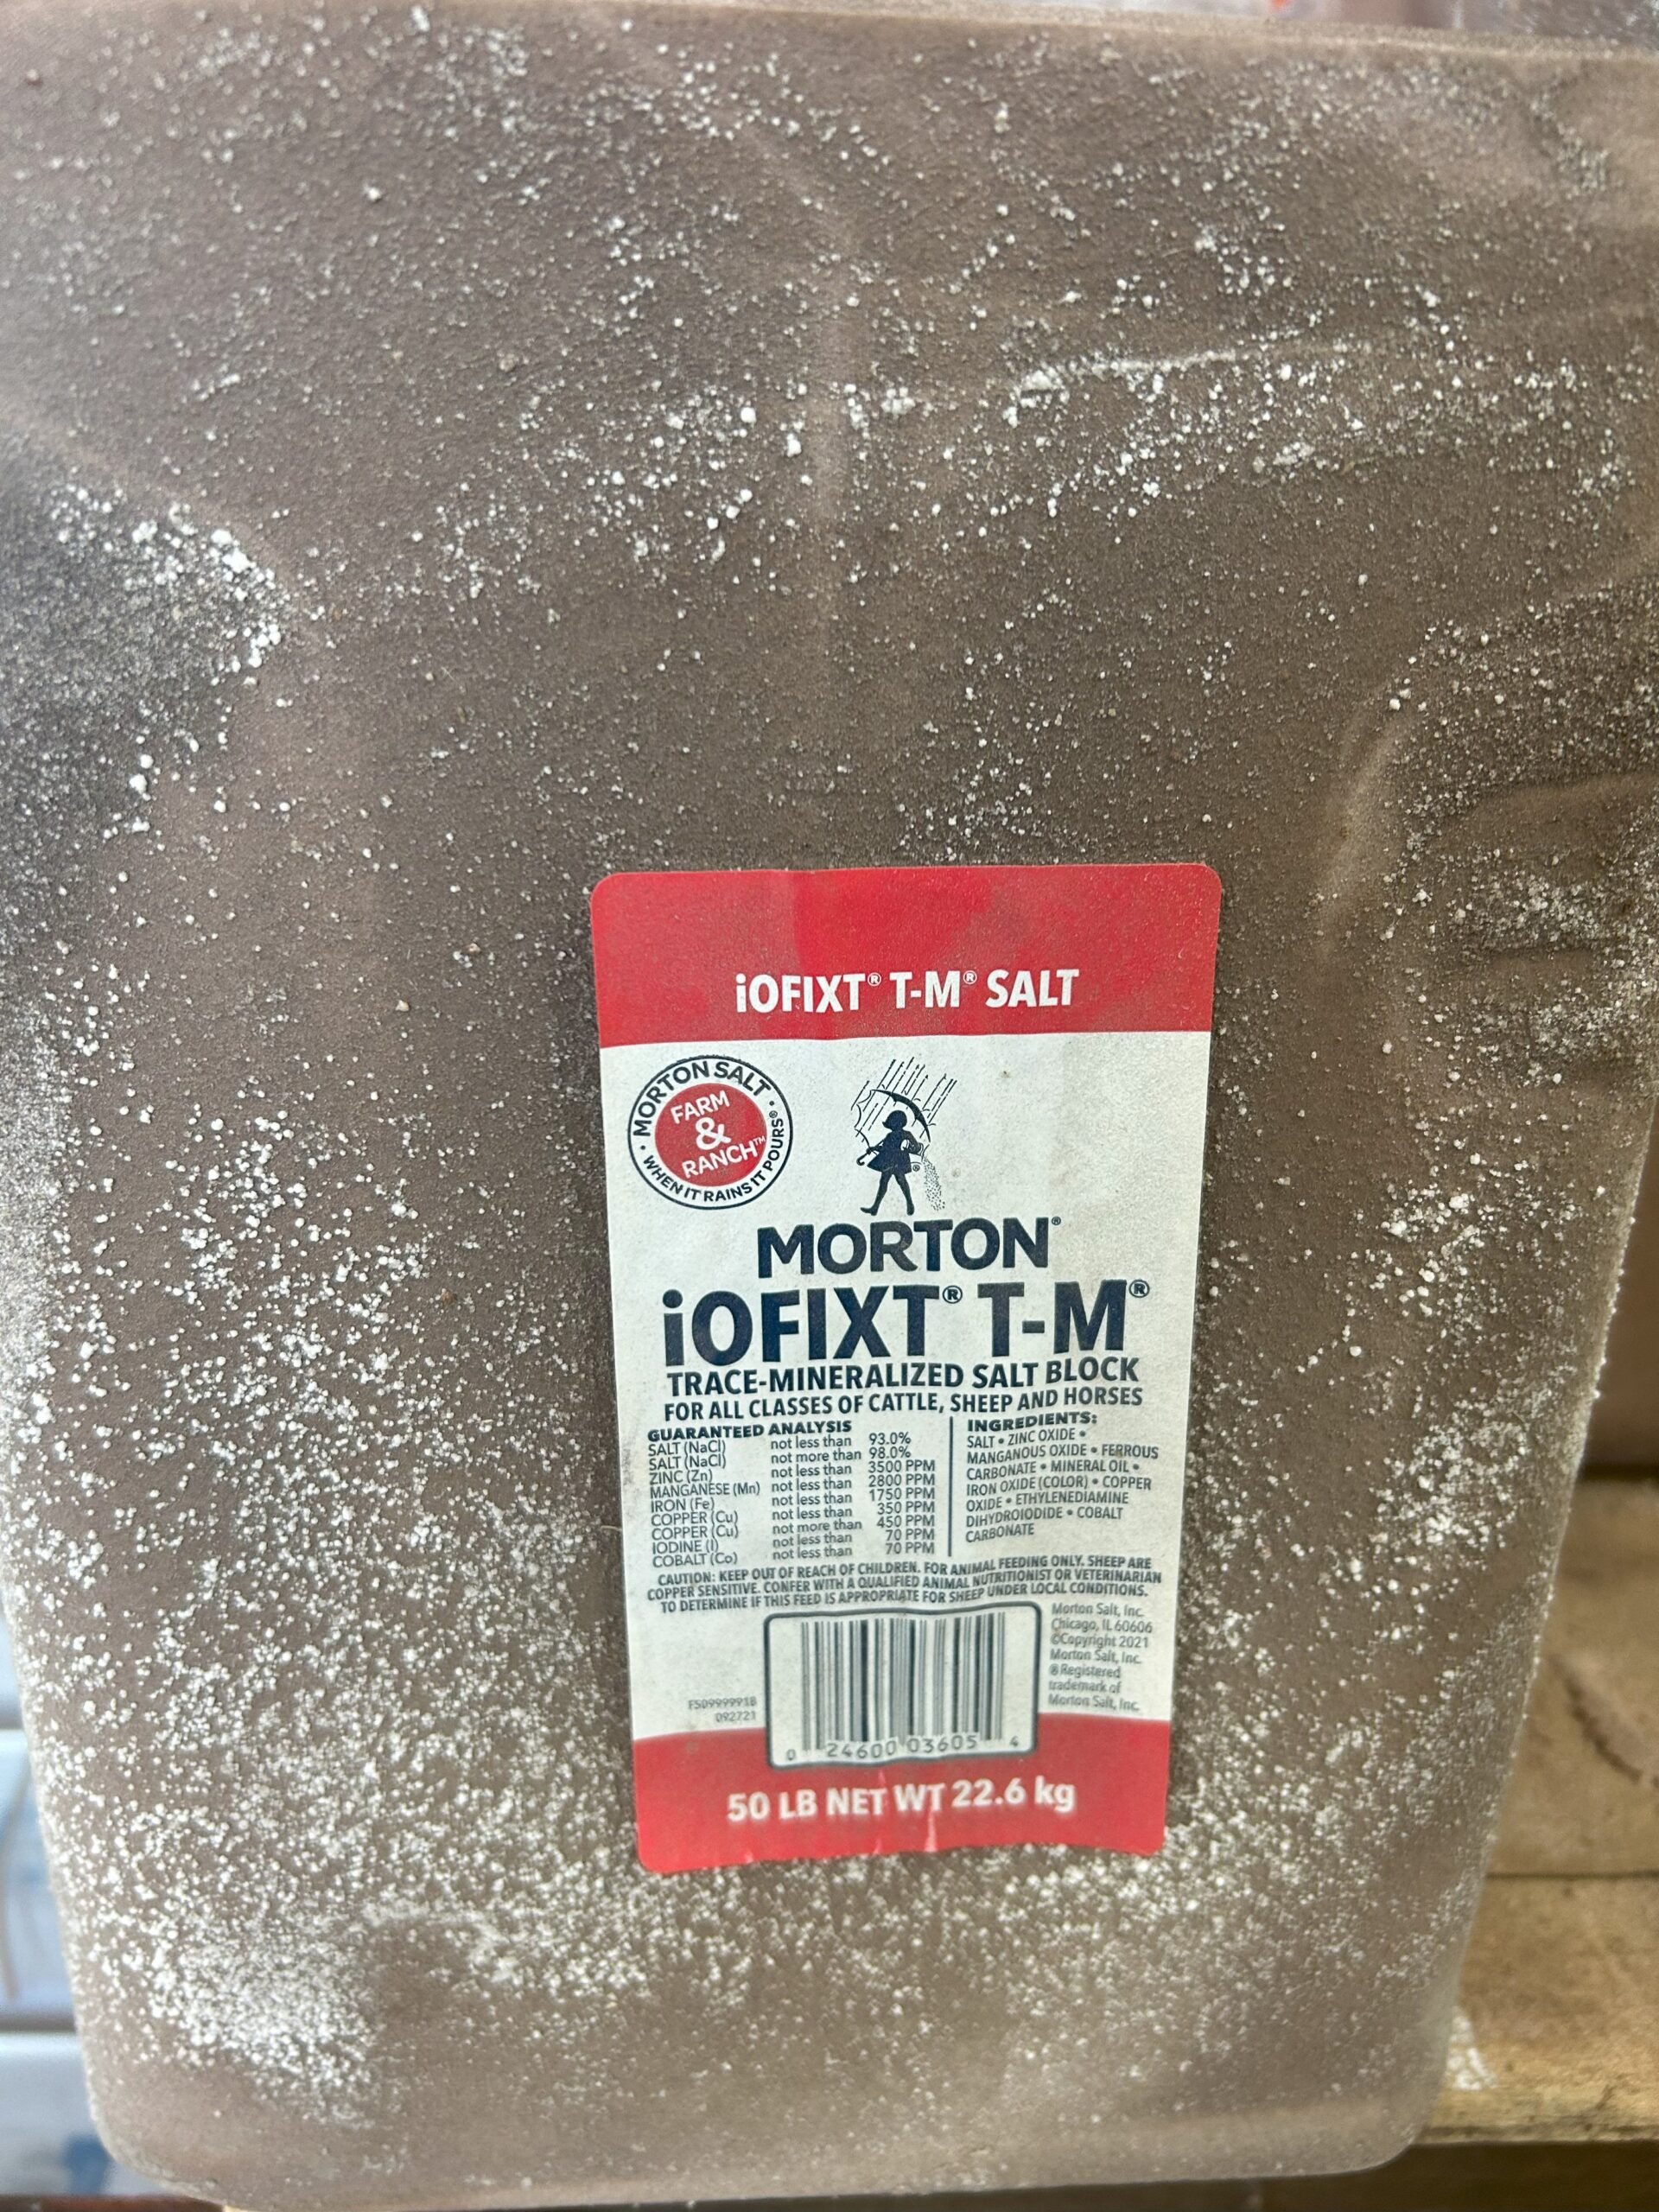 iOFIXT® T-M® SALT
MORTON SALT • WHEN IT RAINS IT POURS® •
FARM
&
RANCH™
®
MORTON®
iOFIXT® T-M®
TRACE-MINERALIZED SALT BLOCK
FOR ALL CLASSES OF CATTLE, SHEEP AND HORSES
GUARANTEED ANALYSIS
SALT (NaCl) not less than 93.0%
SALT (NaCl) not more than 98.0%
ZINC (Zn) not less than 3500 PPM
MANGANESE (Mn) not less than 2800 PPM
IRON (Fe) not less than 1750 PPM
COPPER (Cu) not less than 350 PPM
COPPER (Cu) not more than 450 PPM
IODINE (I) not less than 70 PPM
COBALT (Co) not less than 70 PPM
INGREDIENTS:
SALT • ZINC OXIDE •
MANGANOUS OXIDE • FERROUS
CARBONATE • MINERAL OIL •
IRON OXIDE (COLOR) • COPPER
OXIDE • ETHYLENEDIAMINE
DIHYDROIODIDE • COBALT
CARBONATE
CAUTION: KEEP OUT OF REACH OF CHILDREN. FOR ANIMAL FEEDING ONLY. SHEEP ARE
COPPER SENSITIVE. CONFER WITH A QUALIFIED ANIMAL NUTRITIONIST OR VETERINARIAN
TO DETERMINE IF THIS FEED IS APPROPRIATE FOR SHEEP UNDER LOCAL CONDITIONS.
Morton Salt, Inc.
Chicago, IL 60606
©Copyright 2021
Morton Salt, Inc.
® Registered
trademark of
Morton Salt, Inc.
F509999918
092721
0 24600 03605 4
50 LB NET WT 22.6 kg